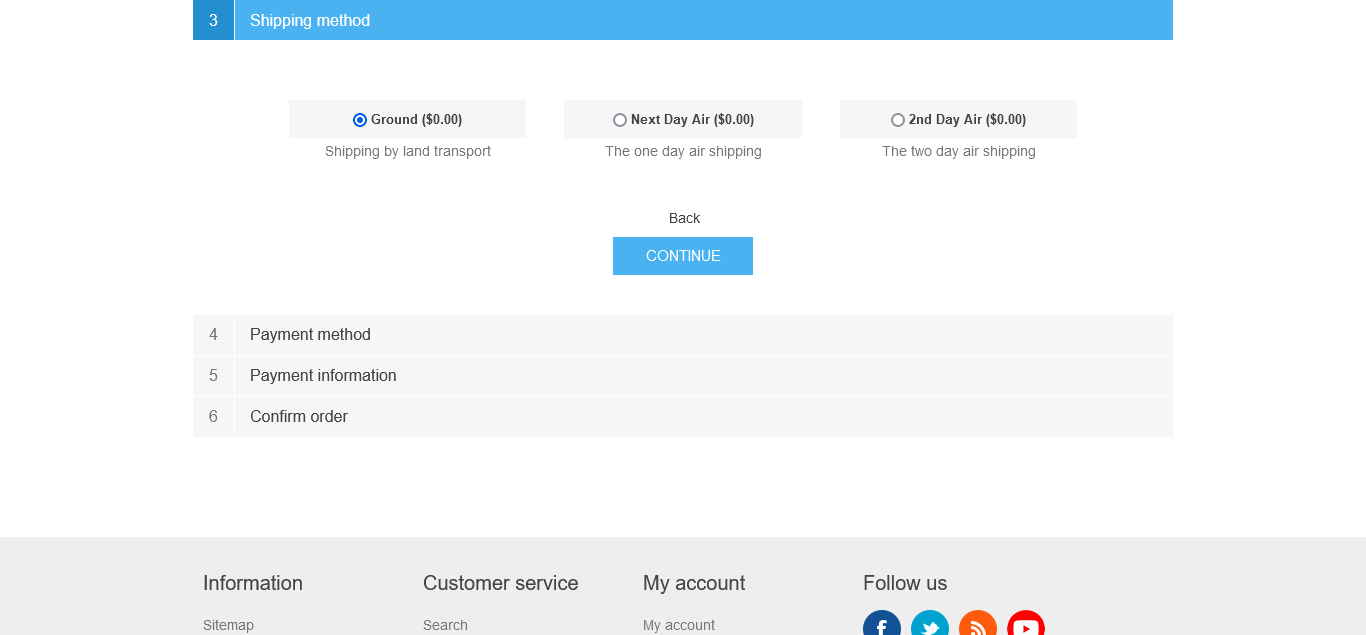 3 Shipping method
Ground ($0.00) Next Day Air ($0.00) 2nd Day Air ($0.00)
Shipping by land transport The one day air shipping The two day air shipping
Back
CONTINUE
4 Payment method
5 Payment information
6 Confirm order
Information Customer service My account Follow us
Sitemap Search My account